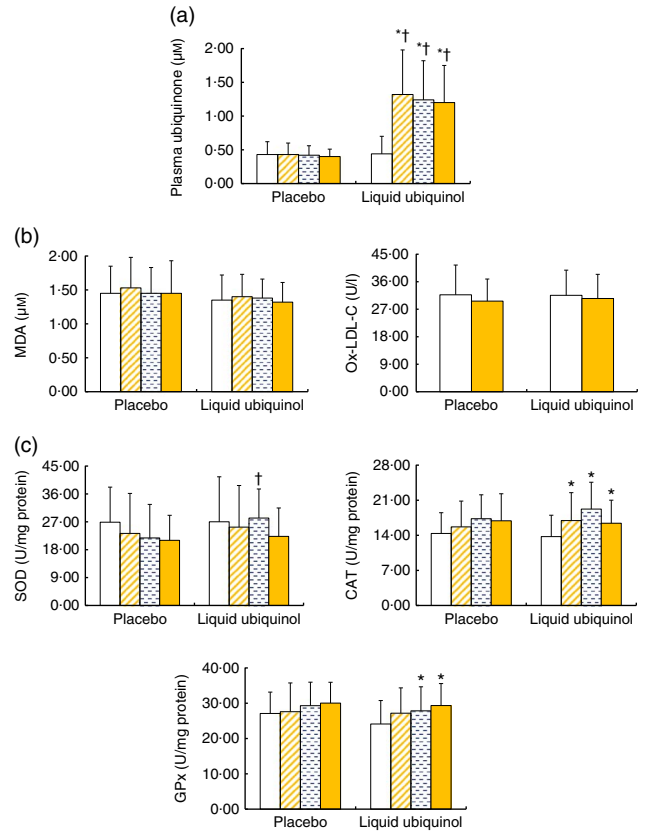 (a)
Plasma ubiquinone (μM)
2·00
1·50
1·00
0·50
0·00
*† *† *†
Placebo Liquid ubiquinol
(b)
MDA (μM)
2·00
1·50
1·00
0·50
0·00
Placebo Liquid ubiquinol
Ox-LDL-C (U/l)
45·00
36·00
27·00
18·00
9·00
0·00
Placebo Liquid ubiquinol
(c)
SOD (U/mg protein)
45·00
36·00
27·00
18·00
9·00
0·00
†
Placebo Liquid ubiquinol
CAT (U/mg protein)
28·00
21·00
14·00
7·00
0·00
* * *
Placebo Liquid ubiquinol
GPx (U/mg protein)
40·00
30·00
20·00
10·00
0·00
* *
Placebo Liquid ubiquinol